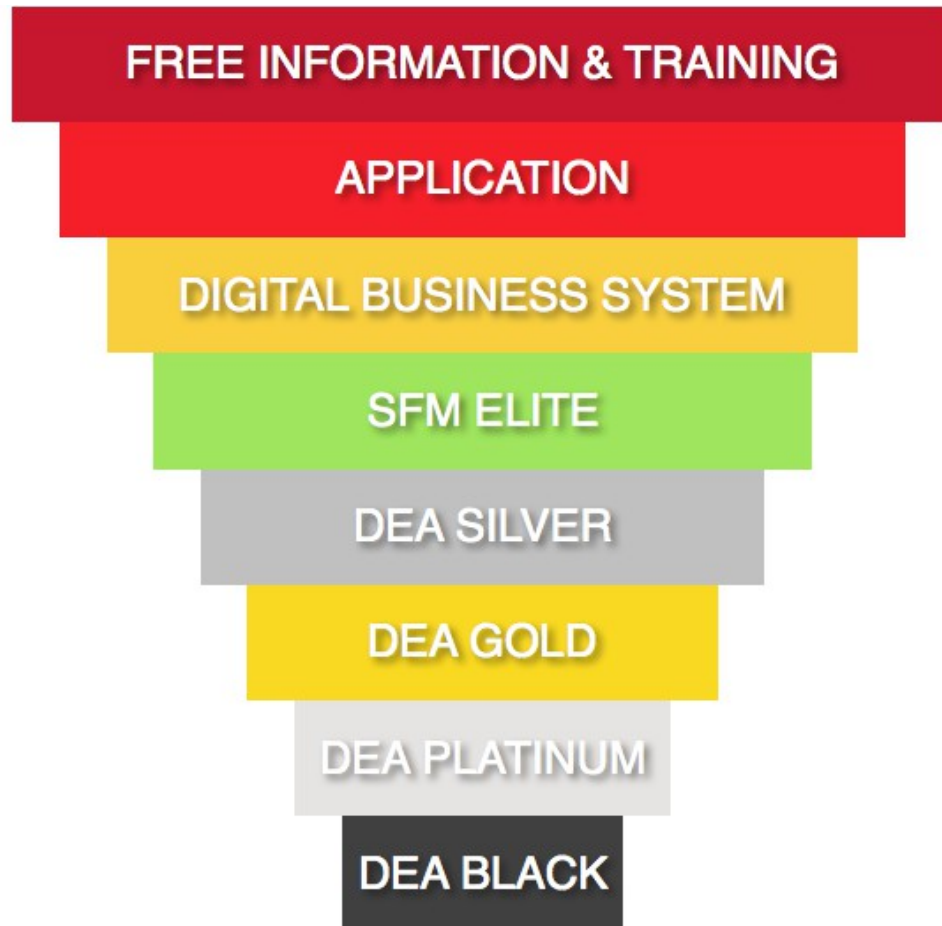 FREE INFORMATION & TRAINING
APPLICATION
DIGITAL BUSINESS SYSTEM
SFM ELITE
DEA SILVER
DEA GOLD
DEA PLATINUM
DEA BLACK